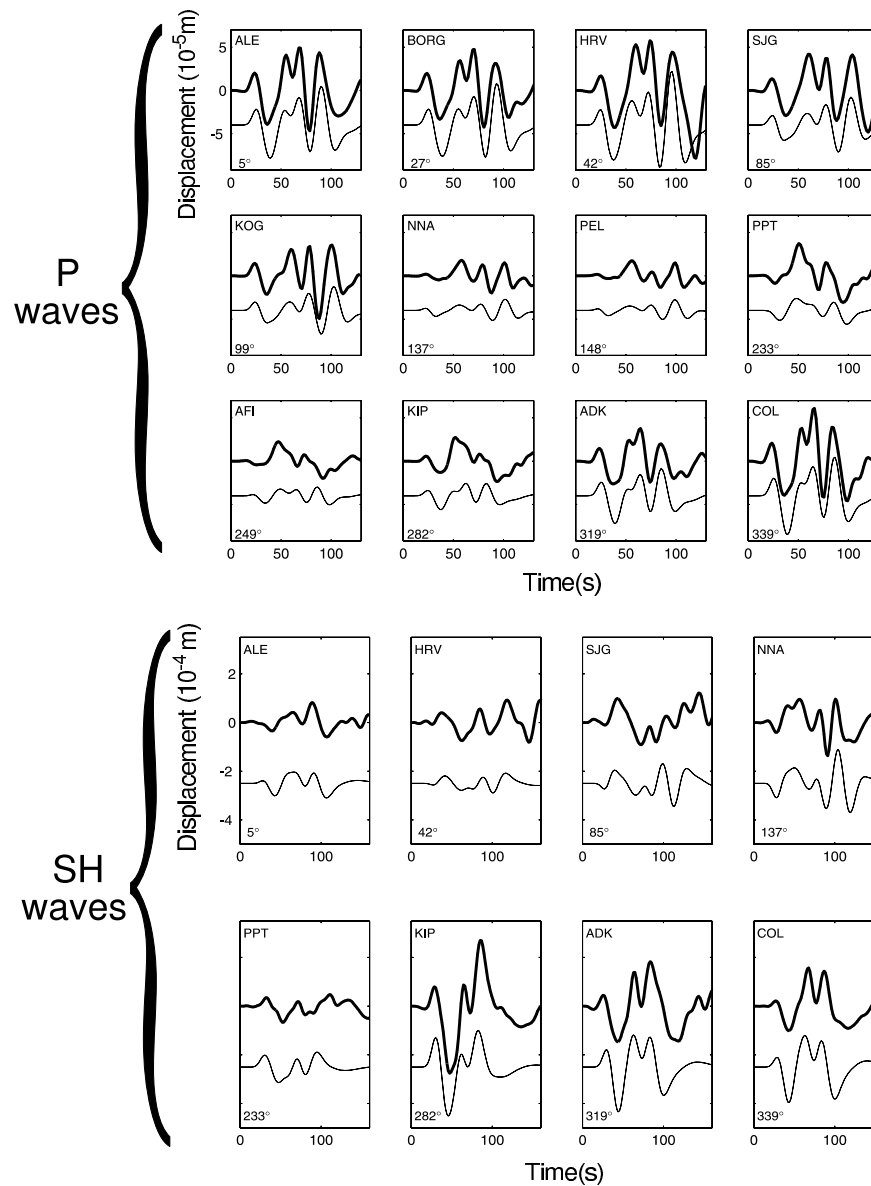 P
waves
Displacement (10⁻⁵m)
ALE BORG HRV SJG
5
0
-5
5° 27° 42° 85°
0 50 100 0 50 100 0 50 100 0 50 100
KOG NNA PEL PPT
99° 137° 148° 233°
0 50 100 0 50 100 0 50 100 0 50 100
AFI KIP ADK COL
249° 282° 319° 339°
0 50 100 0 50 100 0 50 100 0 50 100
Time(s)
SH
waves
Displacement (10⁻⁴ m)
ALE HRV SJG NNA
2
0
-2
-4
5° 42° 85° 137°
0 100 0 100 0 100 0 100
PPT KIP ADK COL
233° 282° 319° 339°
0 100 0 100 0 100 0 100
Time(s)